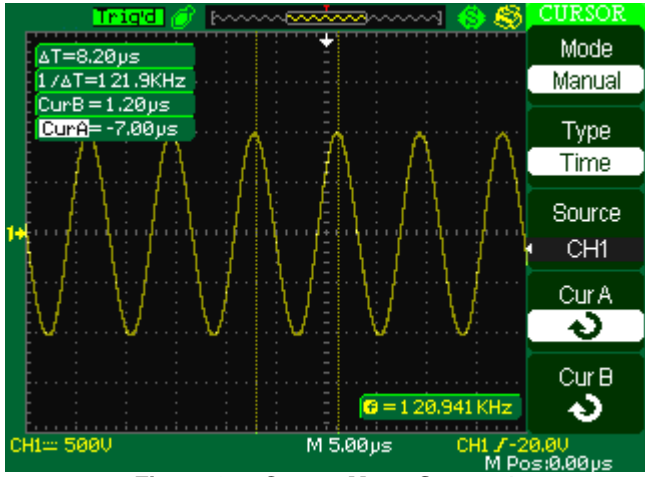 Trig'd
CURSOR
ΔT=8.20µs
1/ΔT=121.9KHz
CurB=1.20µs
CurA=-7.00µs
Mode
Manual
Type
Time
Source
CH1
Cur A
Cur B
1
f=120.941KHz
CH1 500V
M 5.00µs
CH1 -20.0V
M Pos:0.00µs